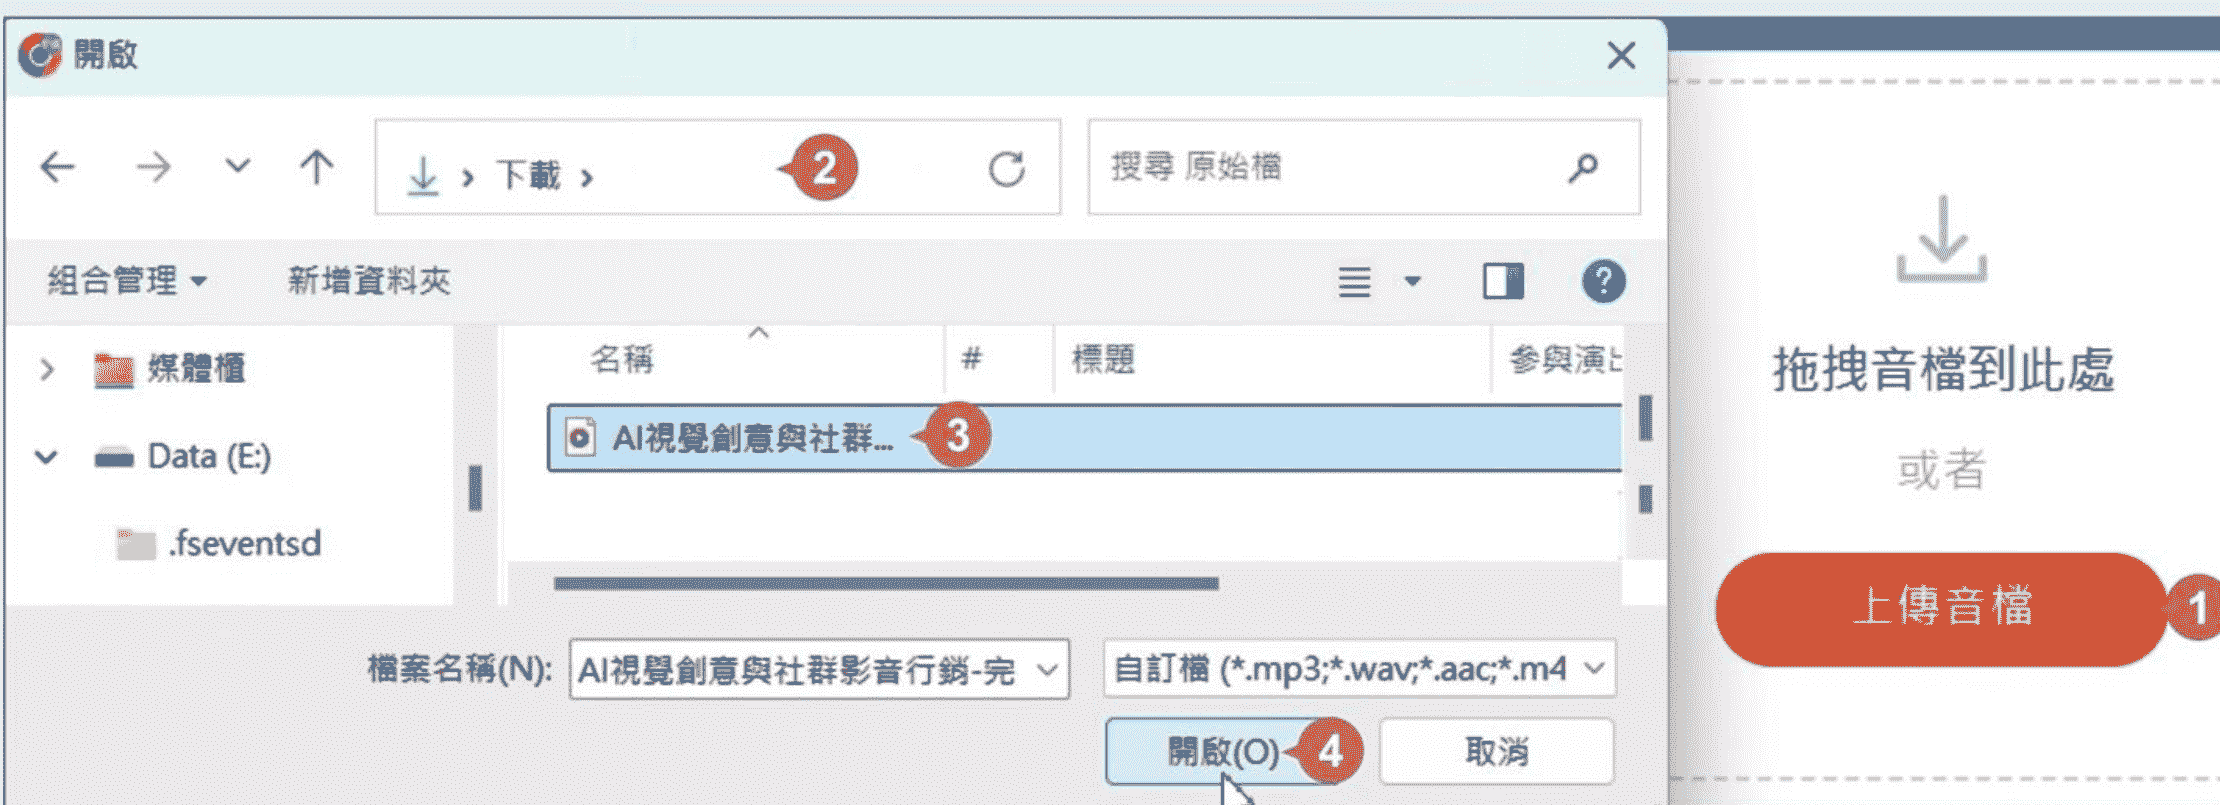 開啟
下載
2
搜尋 原始檔
組合管理
新增資料夾
媒體櫃
Data (E:)
.fseventsd
名稱
#
標題
參與演出
AI視覺創意與社群...
3
檔案名稱(N):
AI視覺創意與社群影音行銷-完
自訂檔 (*.mp3;*.wav;*.aac;*.m4
開啟(O)
4
取消
拖拽音檔到此處
或者
上傳音檔
1